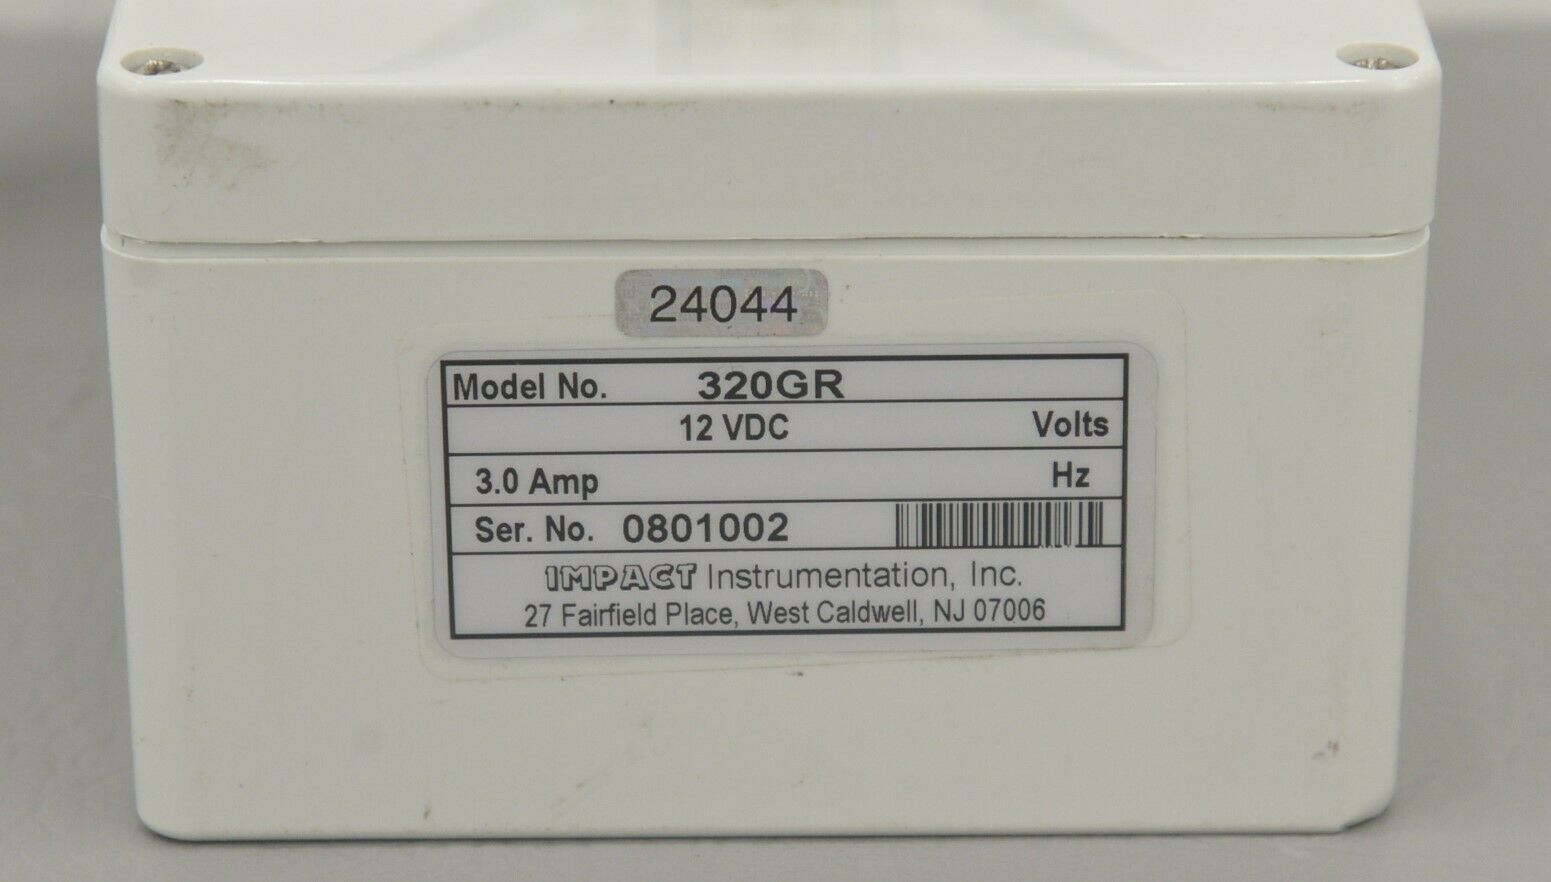 24044
Model No. 320GR
12 VDC Volts
3.0 Amp Hz
Ser. No. 0801002
IMPACT Instrumentation, Inc.
27 Fairfield Place, West Caldwell, NJ 07006